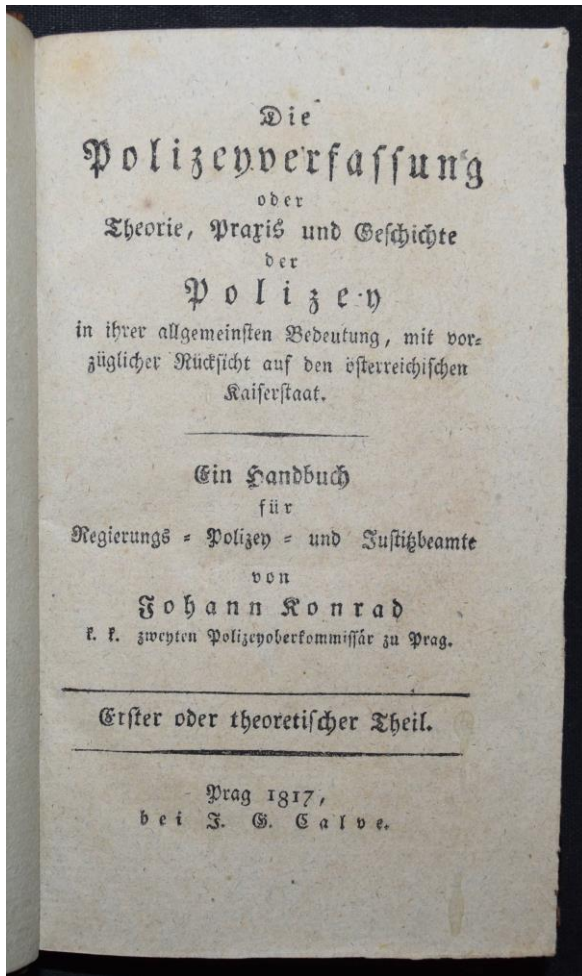 Die
Polizeyverfassung
oder
Theorie, Praxis und Geschichte
der
Polizey
in ihrer allgemeinsten Bedeutung, mit vor=
züglicher Rücksicht auf den österreichischen
Kaiserstaat.
Ein Handbuch
für
Regierungs = Polizey = und Justitzbeamte
von
Johann Konrad
k. k. zweyten Polizeyoberkommissär zu Prag.
Erster oder theoretischer Theil.
Prag 1817,
bei J. G. Calve.